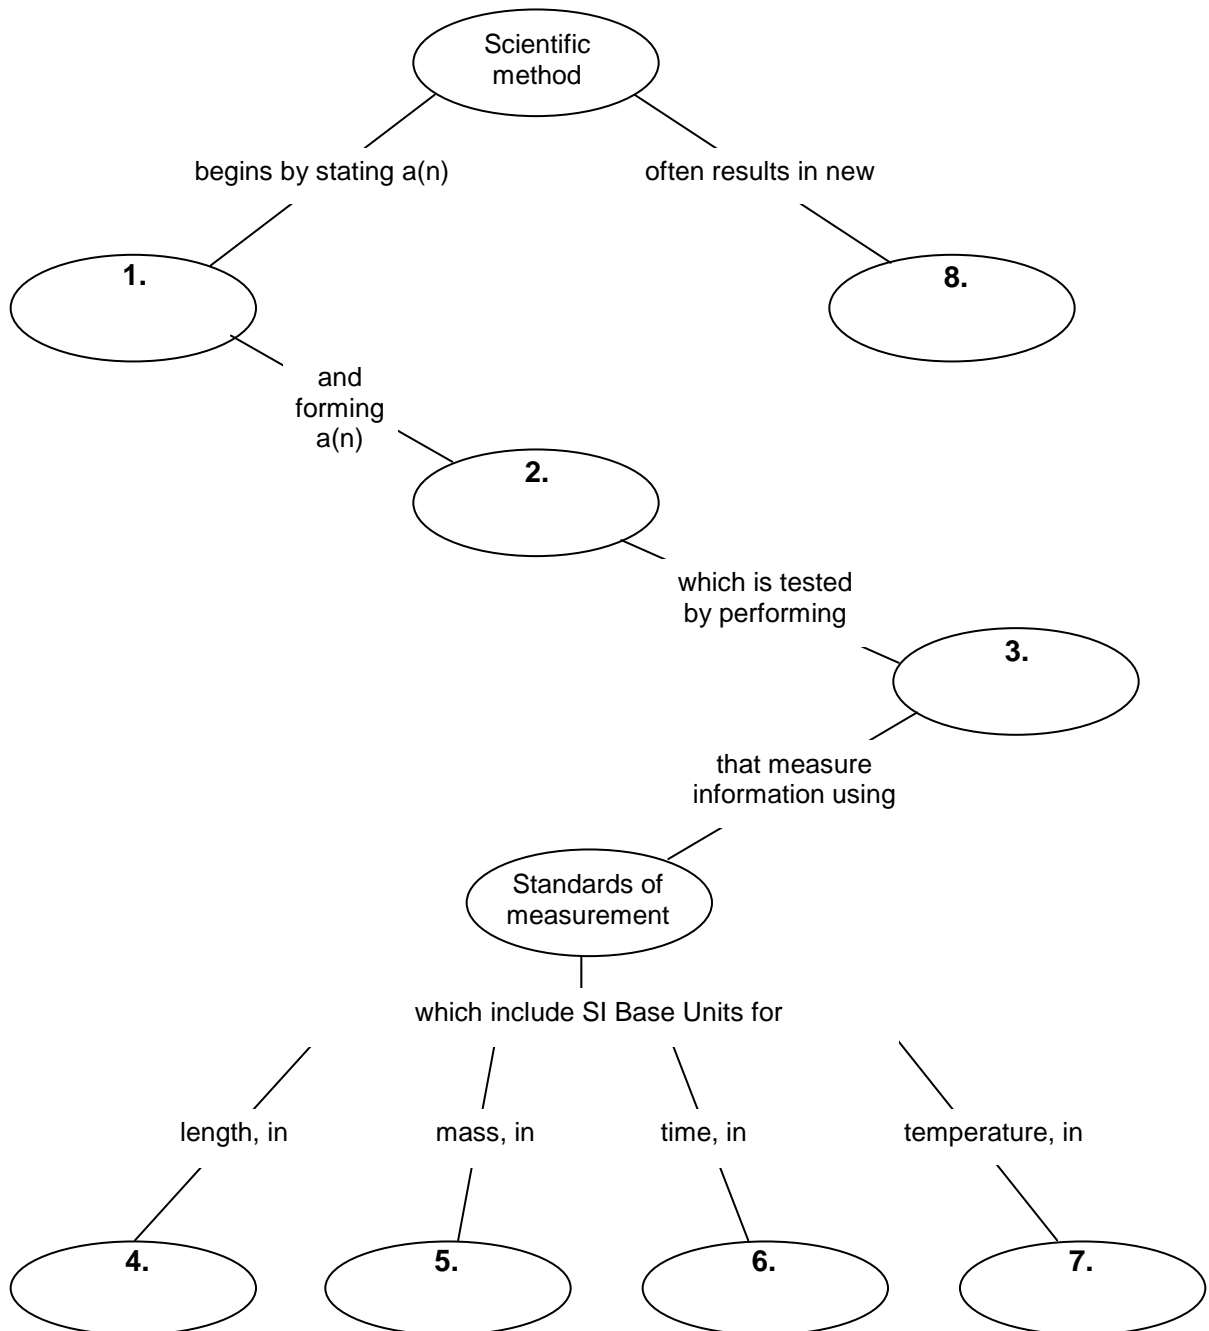 Scientific
method
begins by stating a(n)
often results in new
1.
8.
and
forming
a(n)
2.
which is tested
by performing
3.
that measure
information using
Standards of
measurement
which include SI Base Units for
length, in
mass, in
time, in
temperature, in
4.
5.
6.
7.